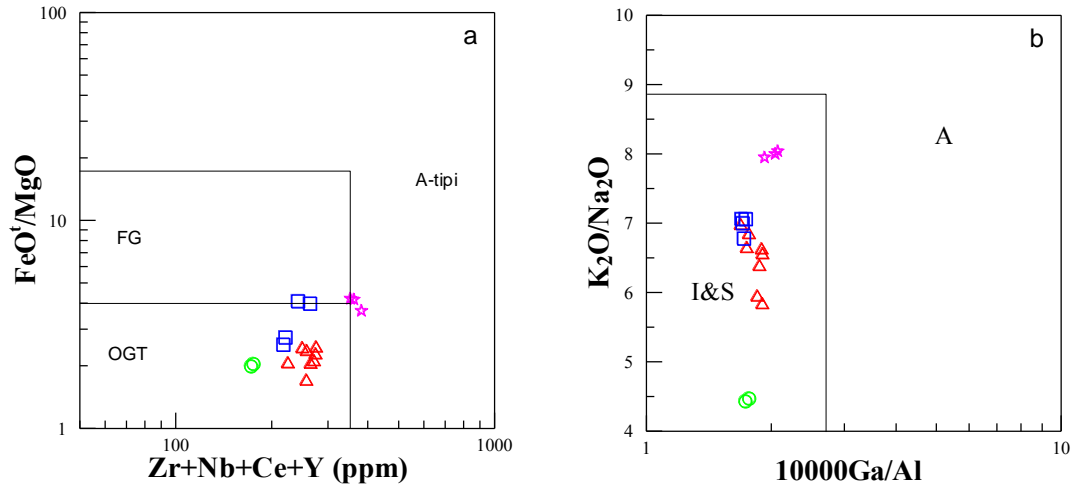 100
a
A-tipi
FeOᵗ/MgO
10
FG
OGT
1
100
1000
Zr+Nb+Ce+Y (ppm)
10
b
9
A
8
K₂O/Na₂O
7
6
I&S
5
4
1
10
10000Ga/Al